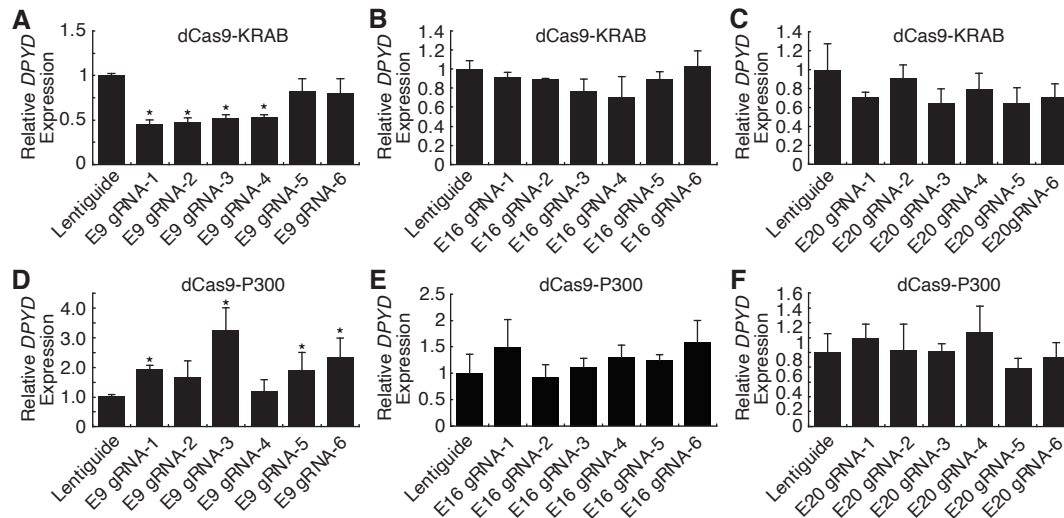 A
dCas9-KRAB
Relative DPYD
Expression
1.5
1
0.5
0
*
*
*
*
Lentiguide
E9 gRNA-1
E9 gRNA-2
E9 gRNA-3
E9 gRNA-4
E9 gRNA-5
E9 gRNA-6
B
dCas9-KRAB
Relative DPYD
Expression
1.4
1.2
1
0.8
0.6
0.4
0.2
0
Lentiguide
E16 gRNA-1
E16 gRNA-2
E16 gRNA-3
E16 gRNA-4
E16 gRNA-5
E16 gRNA-6
C
dCas9-KRAB
Relative DPYD
Expression
1.4
1.2
1
0.8
0.6
0.4
0.2
0
Lentiguide
E20 gRNA-1
E20 gRNA-2
E20 gRNA-3
E20 gRNA-4
E20 gRNA-5
E20gRNA-6
D
dCas9-P300
Relative DPYD
Expression
4.0
3.0
2.0
1.0
0
*
*
*
*
Lentiguide
E9 gRNA-1
E9 gRNA-2
E9 gRNA-3
E9 gRNA-4
E9 gRNA-5
E9 gRNA-6
E
dCas9-P300
Relative DPYD
Expression
2.5
2
1.5
1
0.5
0
Lentiguide
E16 gRNA-1
E16 gRNA-2
E16 gRNA-3
E16 gRNA-4
E16 gRNA-5
E16 gRNA-6
F
dCas9-P300
Relative DPYD
Expression
1.6
1.4
1.2
1
0.8
0.6
0.4
0.2
0
Lentiguide
E20 gRNA-1
E20 gRNA-2
E20 gRNA-3
E20 gRNA-4
E20 gRNA-5
E20 gRNA-6